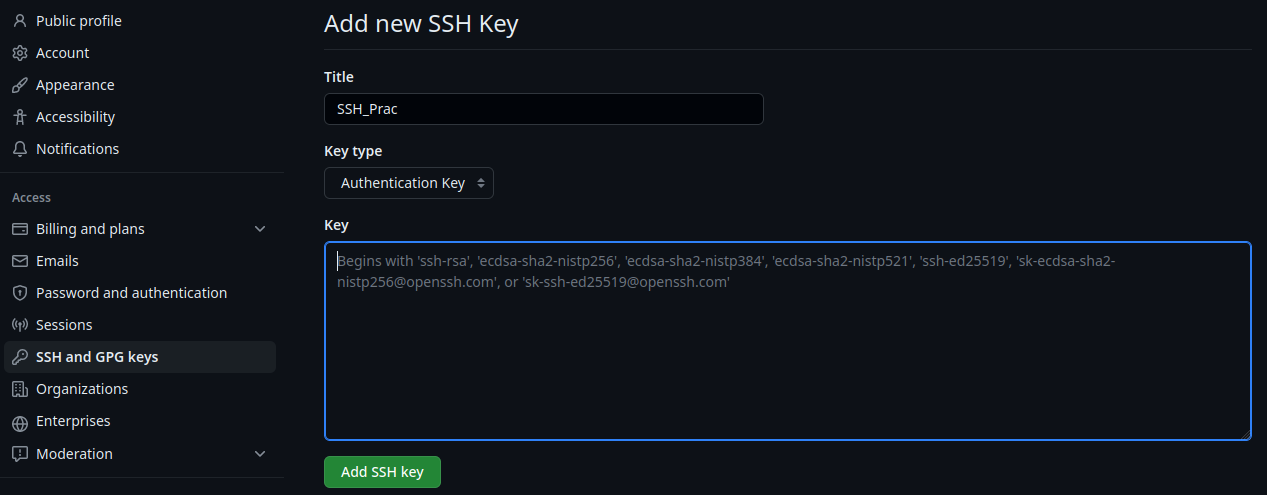 Public profile
Account
Appearance
Accessibility
Notifications
Access
Billing and plans
Emails
Password and authentication
Sessions
SSH and GPG keys
Organizations
Enterprises
Moderation
Add new SSH Key
Title
SSH_Prac
Key type
Authentication Key
Key
Begins with 'ssh-rsa', 'ecdsa-sha2-nistp256', 'ecdsa-sha2-nistp384', 'ecdsa-sha2-nistp521', 'ssh-ed25519', 'sk-ecdsa-sha2-
nistp256@openssh.com', or 'sk-ssh-ed25519@openssh.com'
Add SSH key